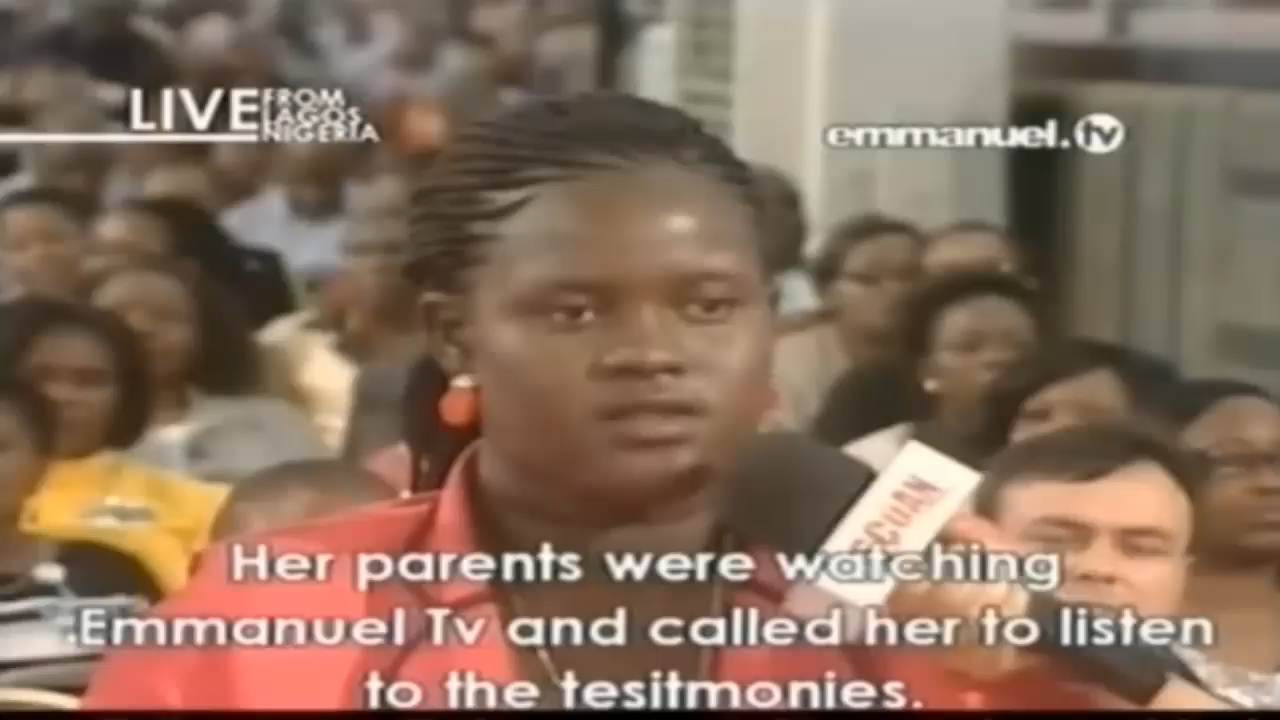 LIVE
FROM
LAGOS
NIGERIA
emmanuel.tv
SCOAN
Her parents were watching
.Emmanuel Tv and called her to listen
to the tesitmonies.